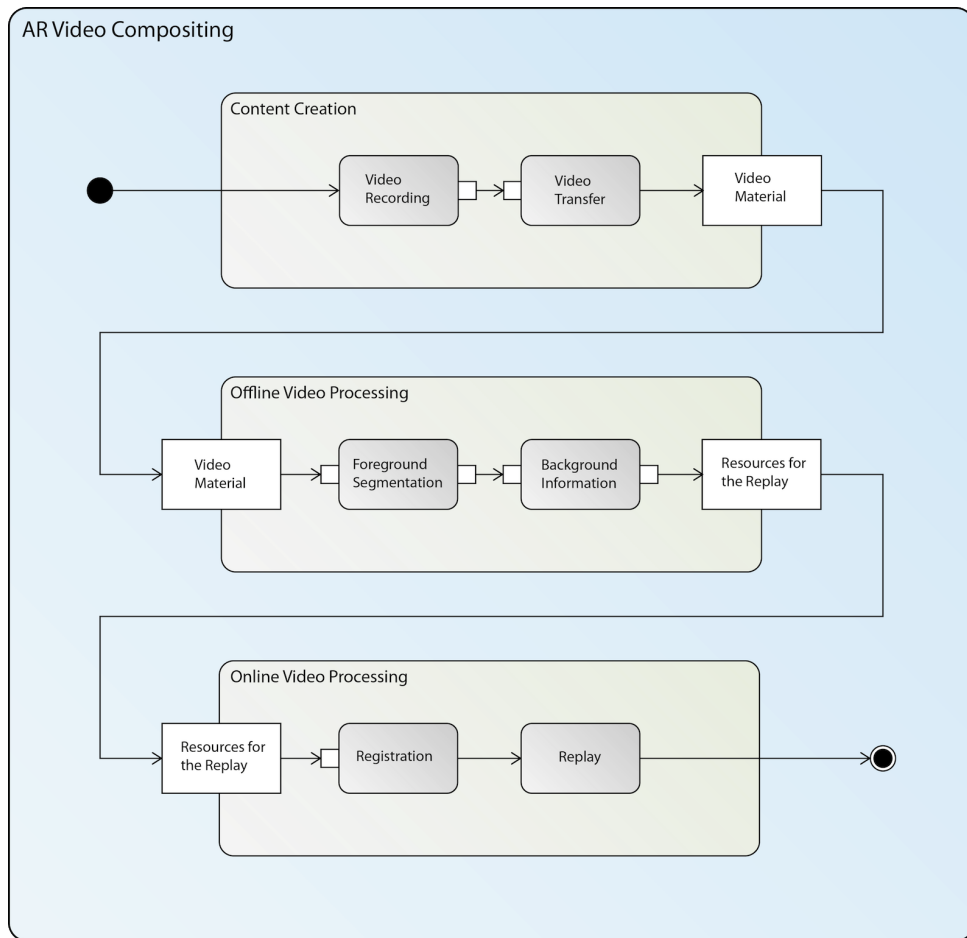 AR Video Compositing
Content Creation
Video
Recording
Video
Transfer
Video
Material
Offline Video Processing
Video
Material
Foreground
Segmentation
Background
Information
Resources for
the Replay
Online Video Processing
Resources for
the Replay
Registration
Replay